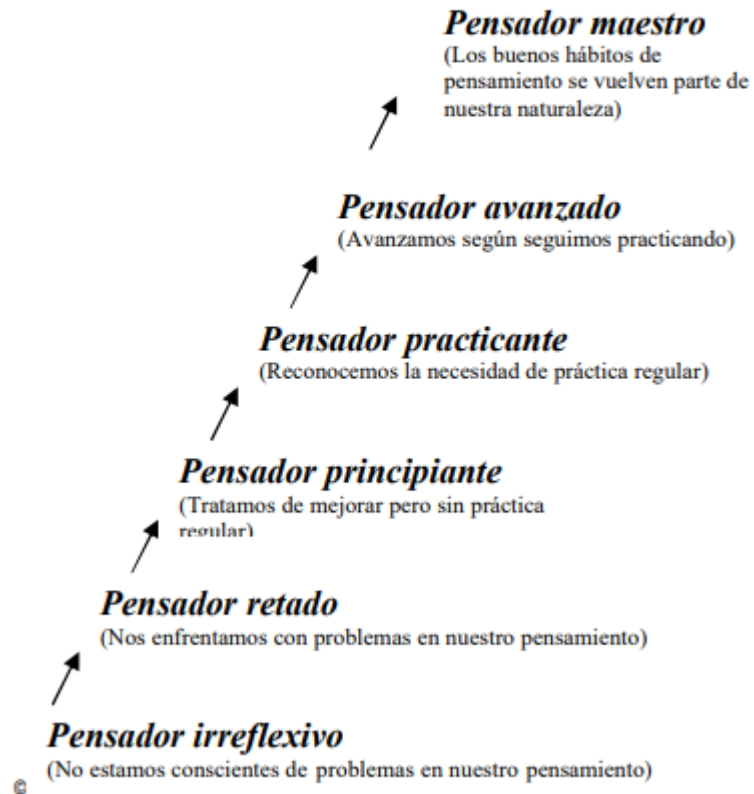 Pensador maestro
(Los buenos hábitos de
pensamiento se vuelven parte de
nuestra naturaleza)
Pensador avanzado
(Avanzamos según seguimos practicando)
Pensador practicante
(Reconocemos la necesidad de práctica regular)
Pensador principiante
(Tratamos de mejorar pero sin práctica
regular)
Pensador retado
(Nos enfrentamos con problemas en nuestro pensamiento)
Pensador irreflexivo
(No estamos conscientes de problemas en nuestro pensamiento)
©